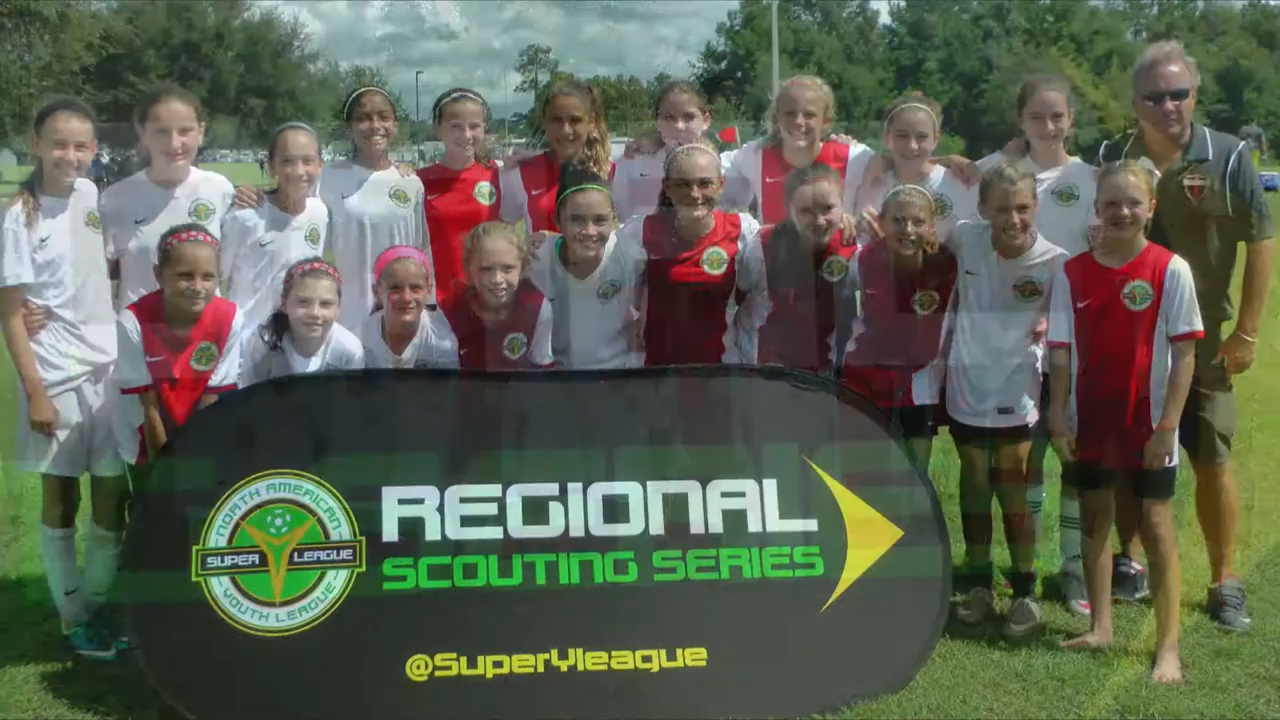 NORTH AMERICAN
SUPER LEAGUE
YOUTH LEAGUE
REGIONAL
SCOUTING SERIES
@SuperYleague